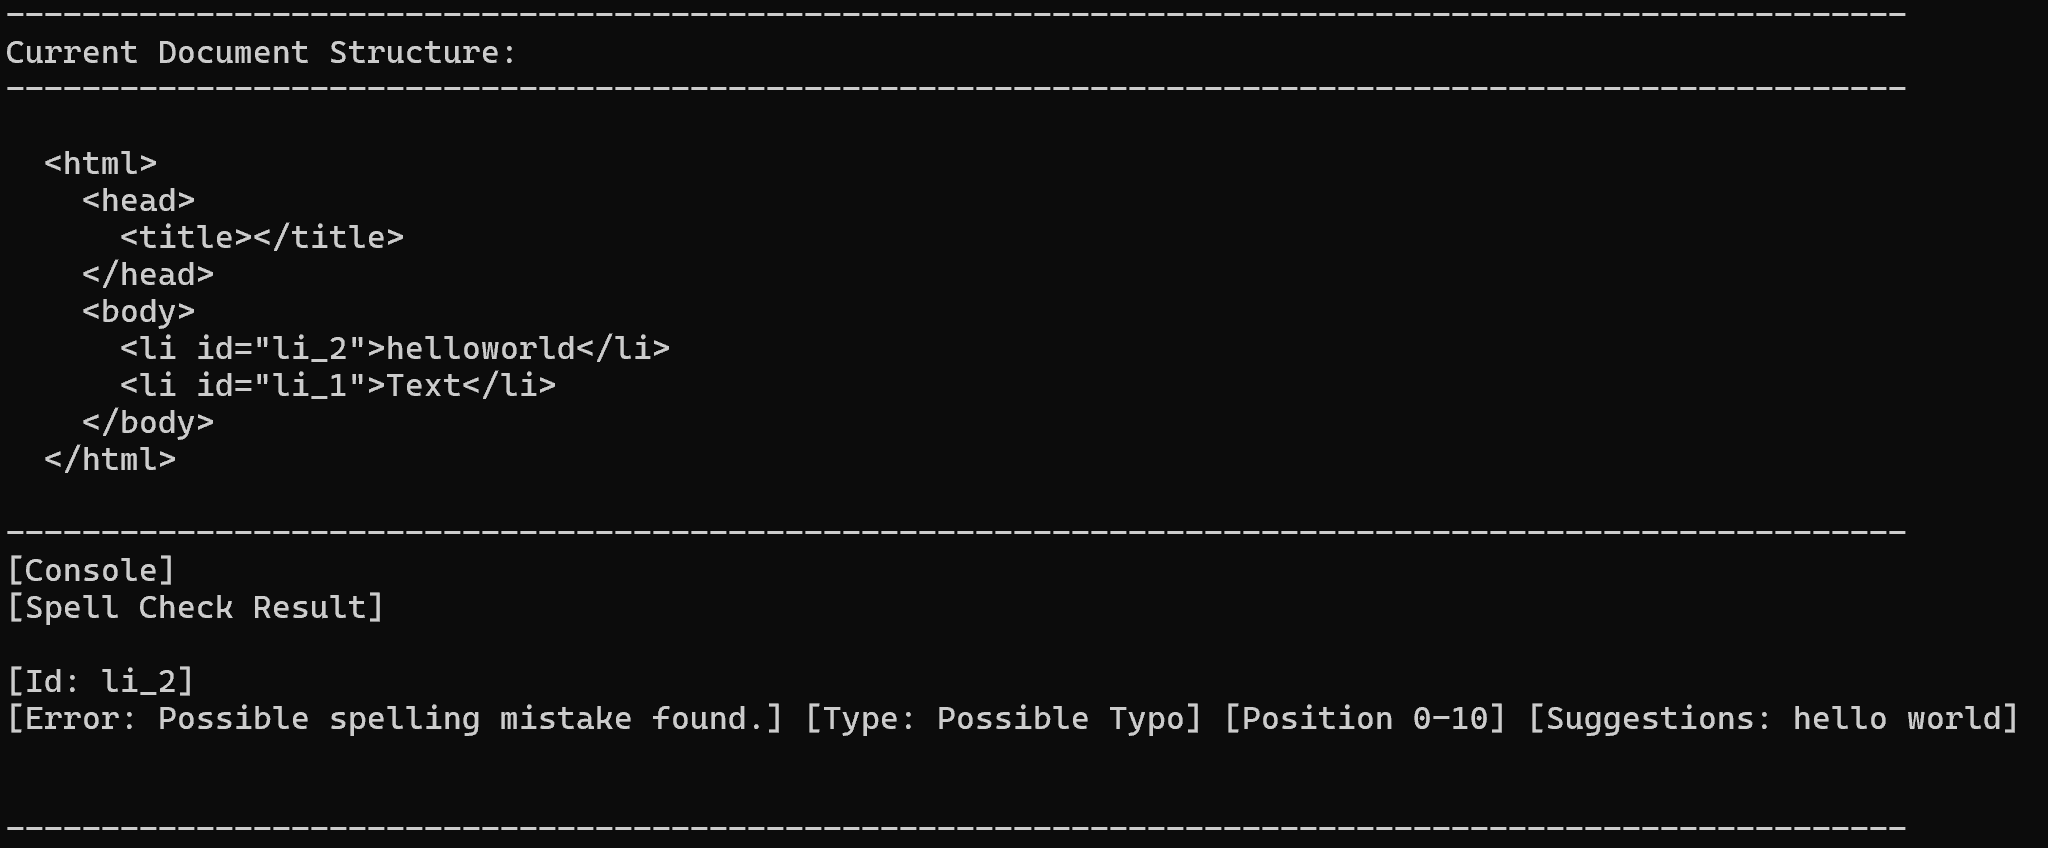 ----------------------------------------------------------------------------------------------------
Current Document Structure:
----------------------------------------------------------------------------------------------------
  <html>
    <head>
      <title></title>
    </head>
    <body>
      <li id="li_2">helloworld</li>
      <li id="li_1">Text</li>
    </body>
  </html>
----------------------------------------------------------------------------------------------------
[Console]
[Spell Check Result]
[Id: li_2]
[Error: Possible spelling mistake found.] [Type: Possible Typo] [Position 0-10] [Suggestions: hello world]
----------------------------------------------------------------------------------------------------